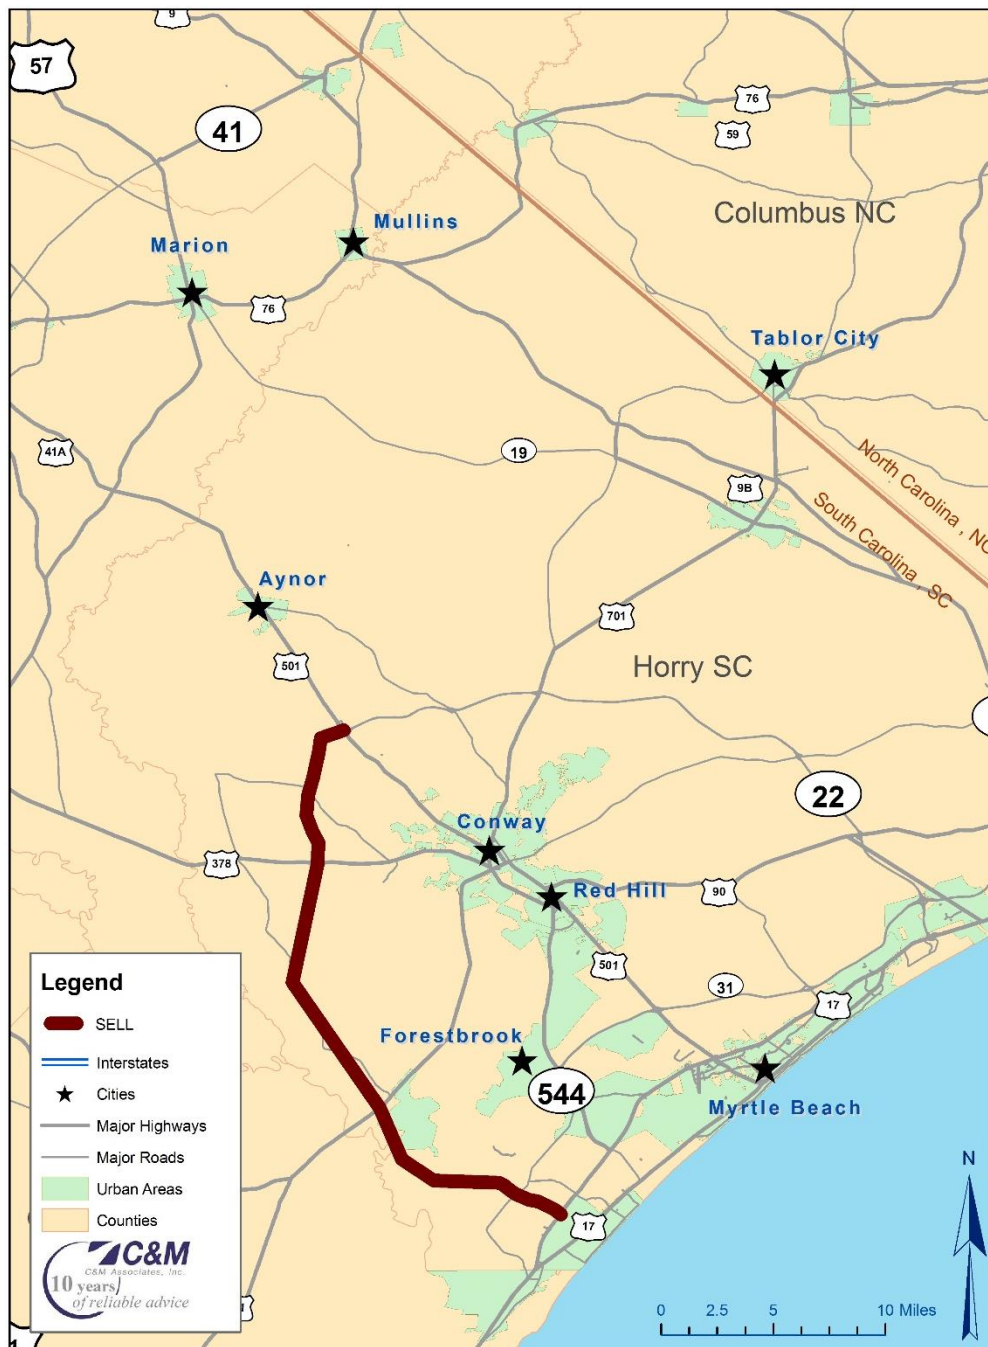 9
57
41
76
59
Columbus NC
Mullins
Marion
76
Tablor City
41A
19
9B
North Carolina , NC
South Carolina , SC
Aynor
701
501
Horry SC
22
Conway
378
Red Hill
90
501
31
17
Forestbrook
544
Myrtle Beach
17
Legend
SELL
Interstates
Cities
Major Highways
Major Roads
Urban Areas
Counties
C&M
C&M Associates, Inc.
10 years
of reliable advice
N
0 2.5 5 10 Miles